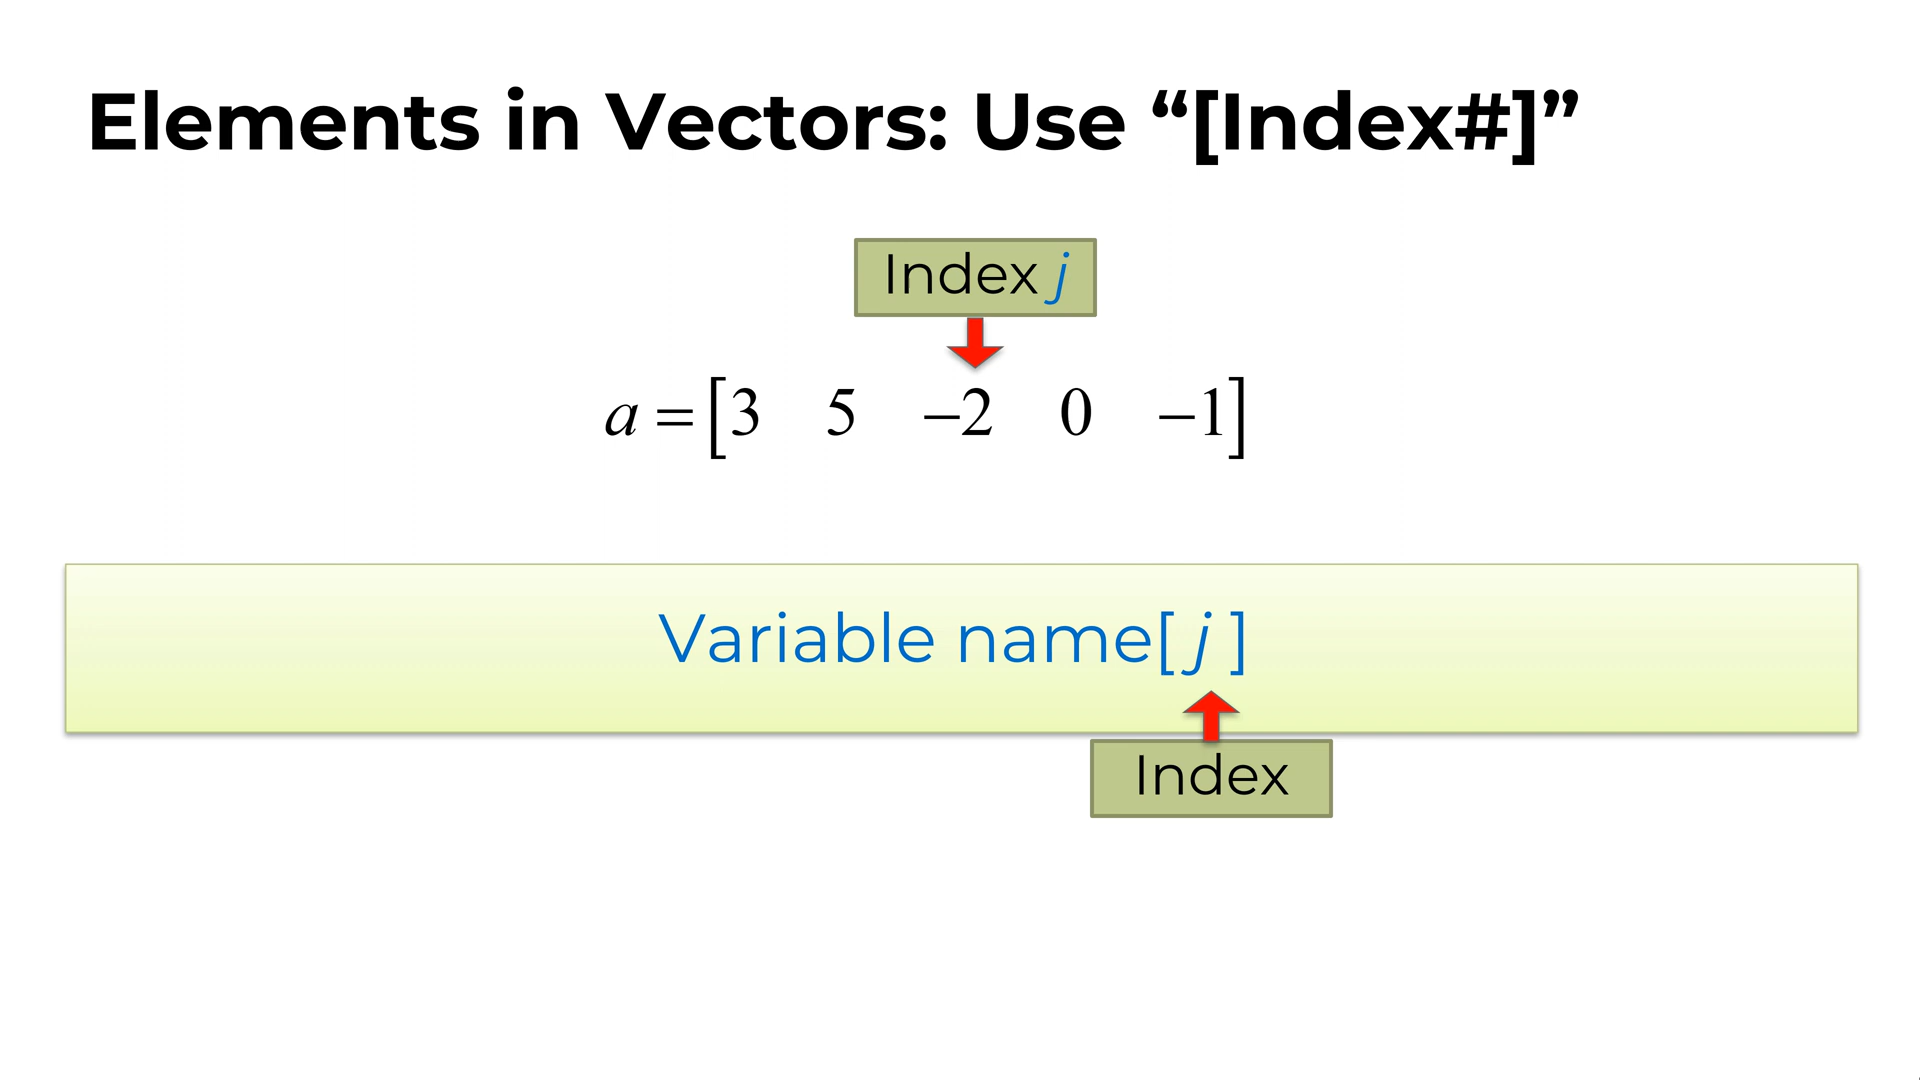 Elements in Vectors: Use “[Index#]”
Index j
a = [3 5 −2 0 −1]
Variable name[ j ]
Index